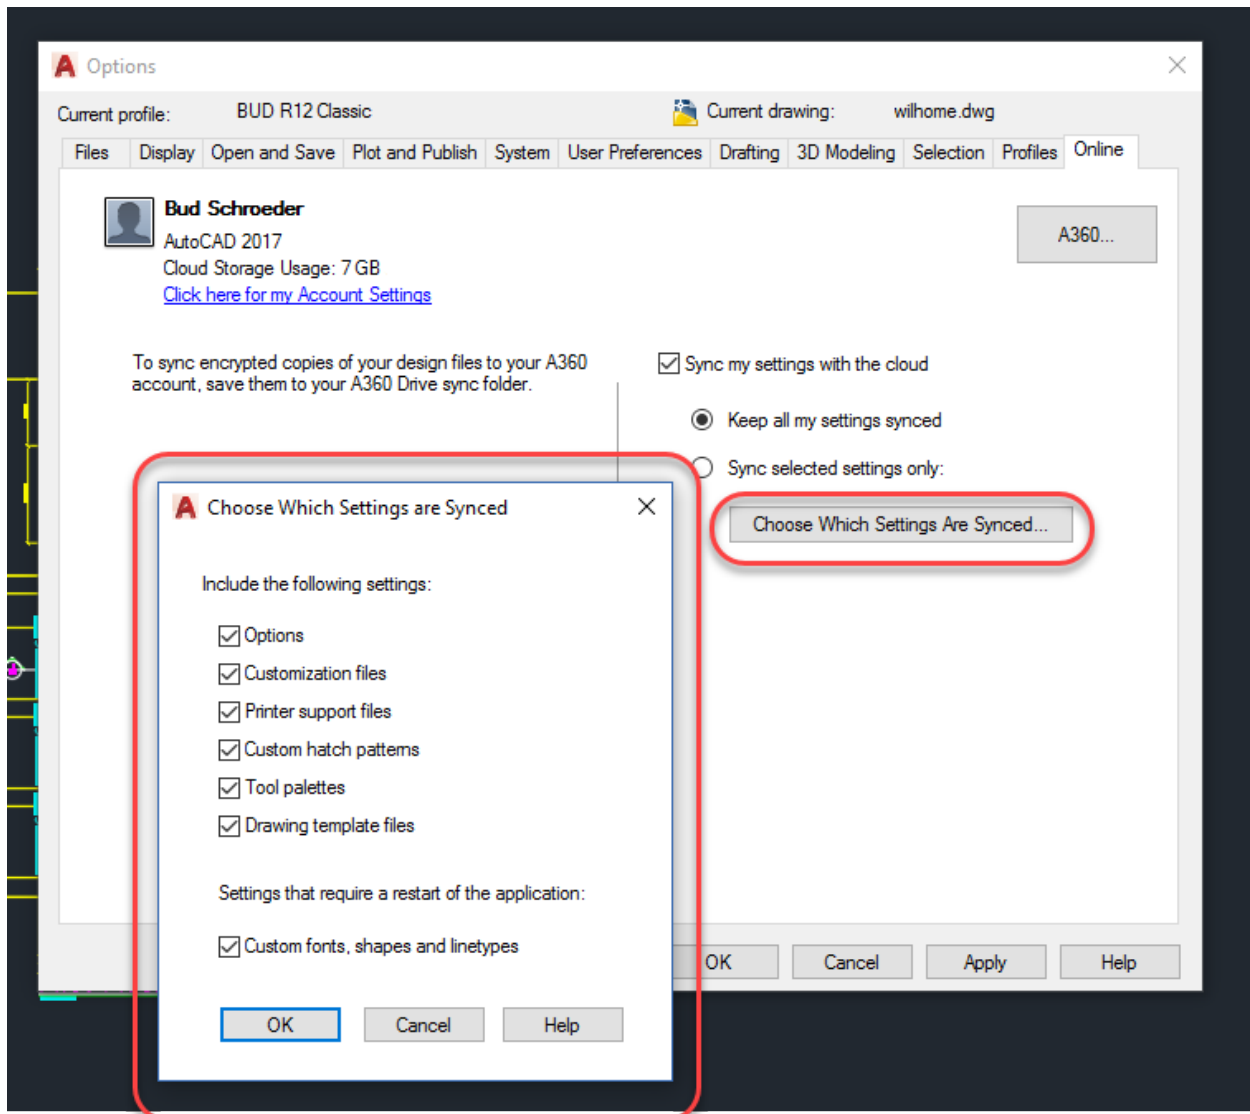 Options
Current profile: BUD R12 Classic Current drawing: wilhome.dwg
Files Display Open and Save Plot and Publish System User Preferences Drafting 3D Modeling Selection Profiles Online
Bud Schroeder
AutoCAD 2017
Cloud Storage Usage: 7 GB
Click here for my Account Settings
A360...
To sync encrypted copies of your design files to your A360
account, save them to your A360 Drive sync folder.
Sync my settings with the cloud
Keep all my settings synced
Sync selected settings only:
Choose Which Settings Are Synced...
Choose Which Settings are Synced
Include the following settings:
Options
Customization files
Printer support files
Custom hatch patterns
Tool palettes
Drawing template files
Settings that require a restart of the application:
Custom fonts, shapes and linetypes
OK Cancel Help
OK Cancel Apply Help